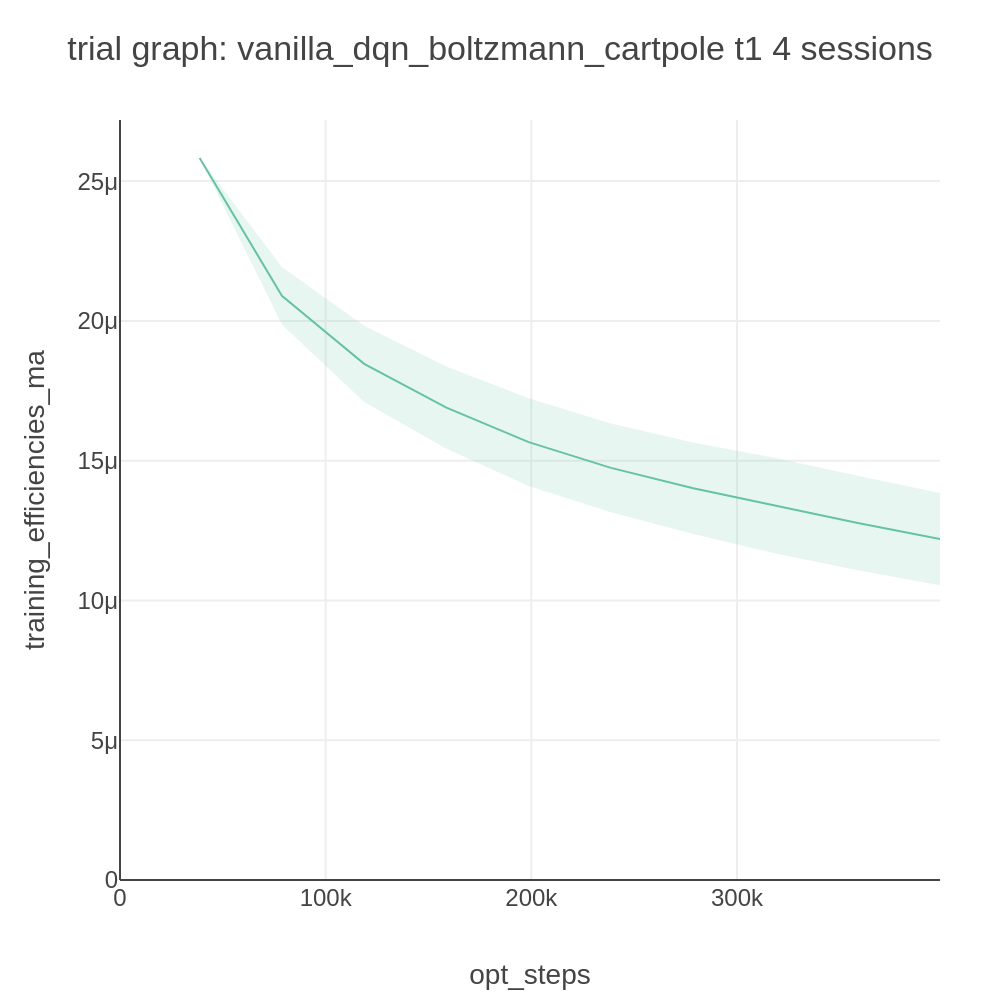 trial graph: vanilla_dqn_boltzmann_cartpole t1 4 sessions
training_efficiencies_ma
25μ
20μ
15μ
10μ
5μ
0
0 100k 200k 300k
opt_steps